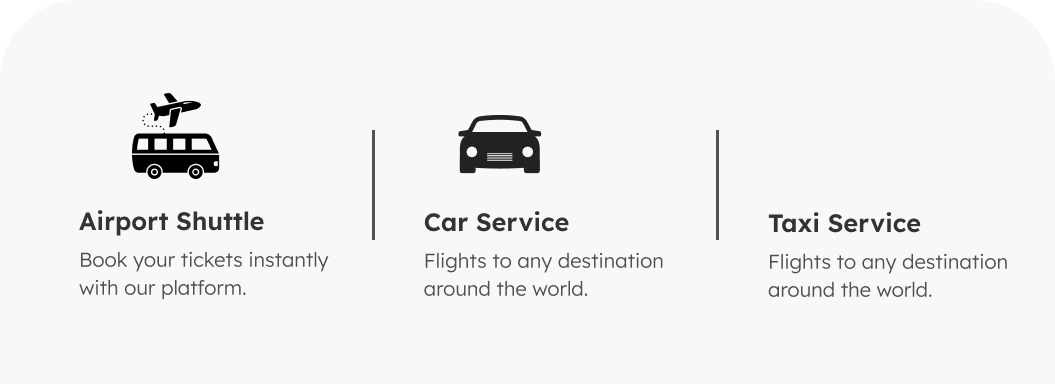 Airport Shuttle
Book your tickets instantly
with our platform.
Car Service
Flights to any destination
around the world.
Taxi Service
Flights to any destination
around the world.